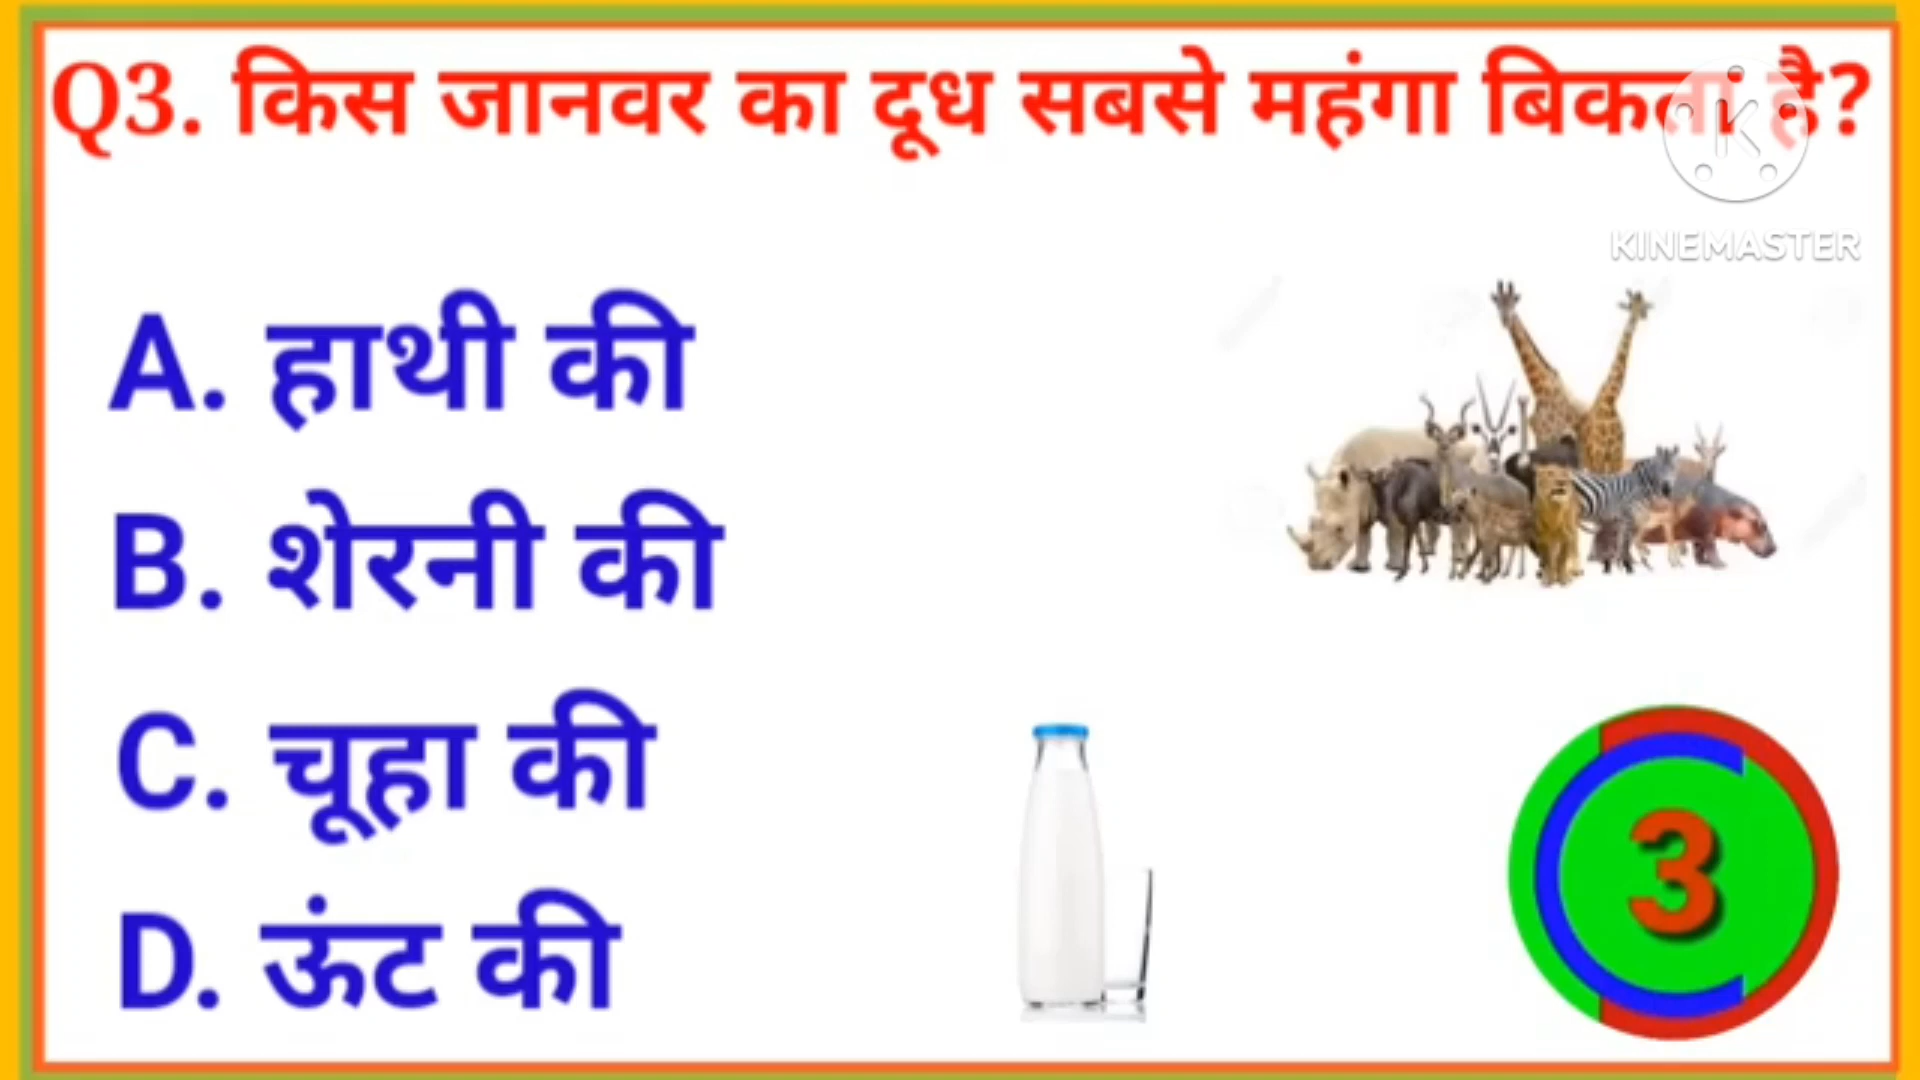 Q3. किस जानवर का दूध सबसे महंगा बिकता है?
KINEMASTER
A. हाथी की
B. शेरनी की
C. चूहा की
D. ऊंट की
3